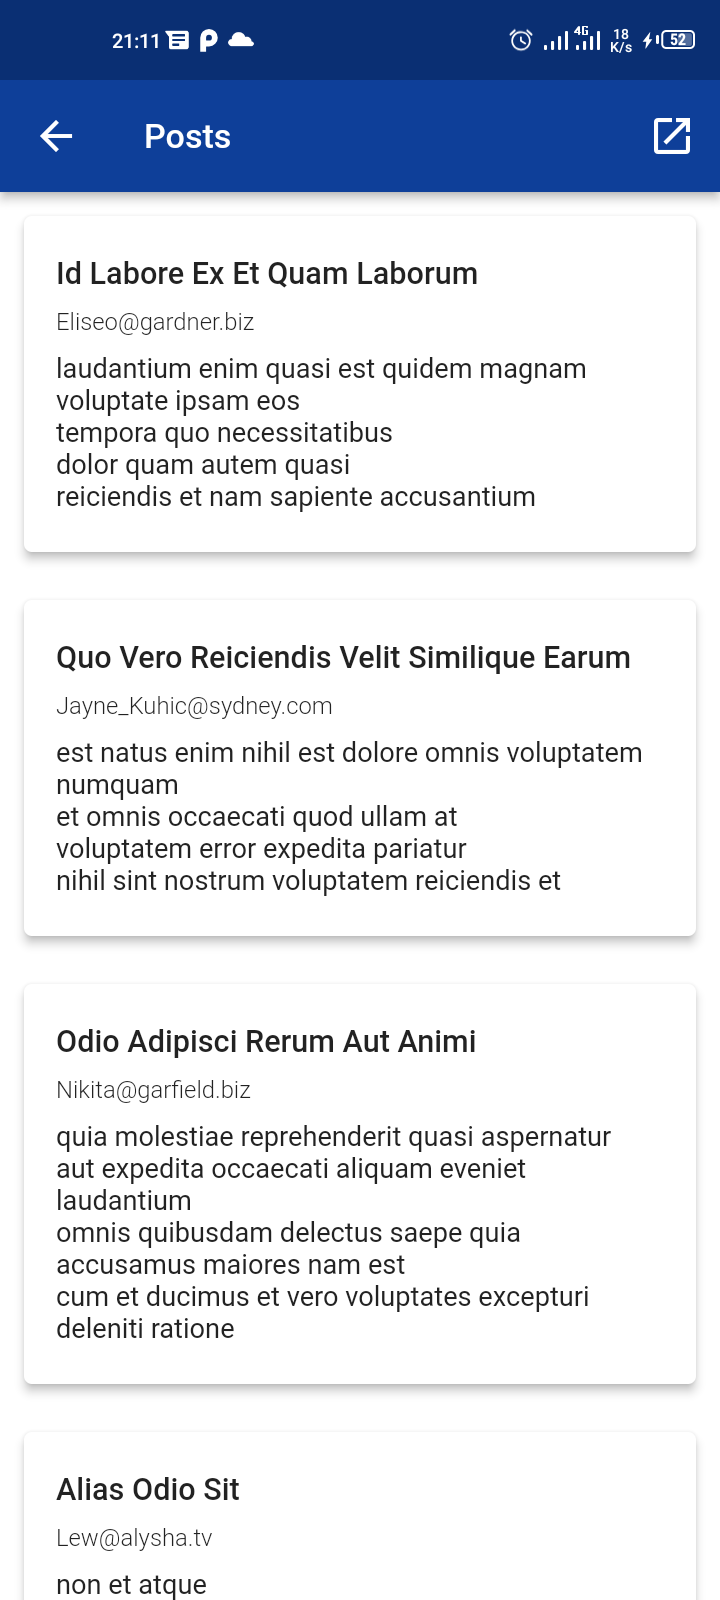 21:11 4G 18 K/s 52
Posts
Id Labore Ex Et Quam Laborum
Eliseo@gardner.biz
laudantium enim quasi est quidem magnam
voluptate ipsam eos
tempora quo necessitatibus
dolor quam autem quasi
reiciendis et nam sapiente accusantium
Quo Vero Reiciendis Velit Similique Earum
Jayne_Kuhic@sydney.com
est natus enim nihil est dolore omnis voluptatem
numquam
et omnis occaecati quod ullam at
voluptatem error expedita pariatur
nihil sint nostrum voluptatem reiciendis et
Odio Adipisci Rerum Aut Animi
Nikita@garfield.biz
quia molestiae reprehenderit quasi aspernatur
aut expedita occaecati aliquam eveniet
laudantium
omnis quibusdam delectus saepe quia
accusamus maiores nam est
cum et ducimus et vero voluptates excepturi
deleniti ratione
Alias Odio Sit
Lew@alysha.tv
non et atque